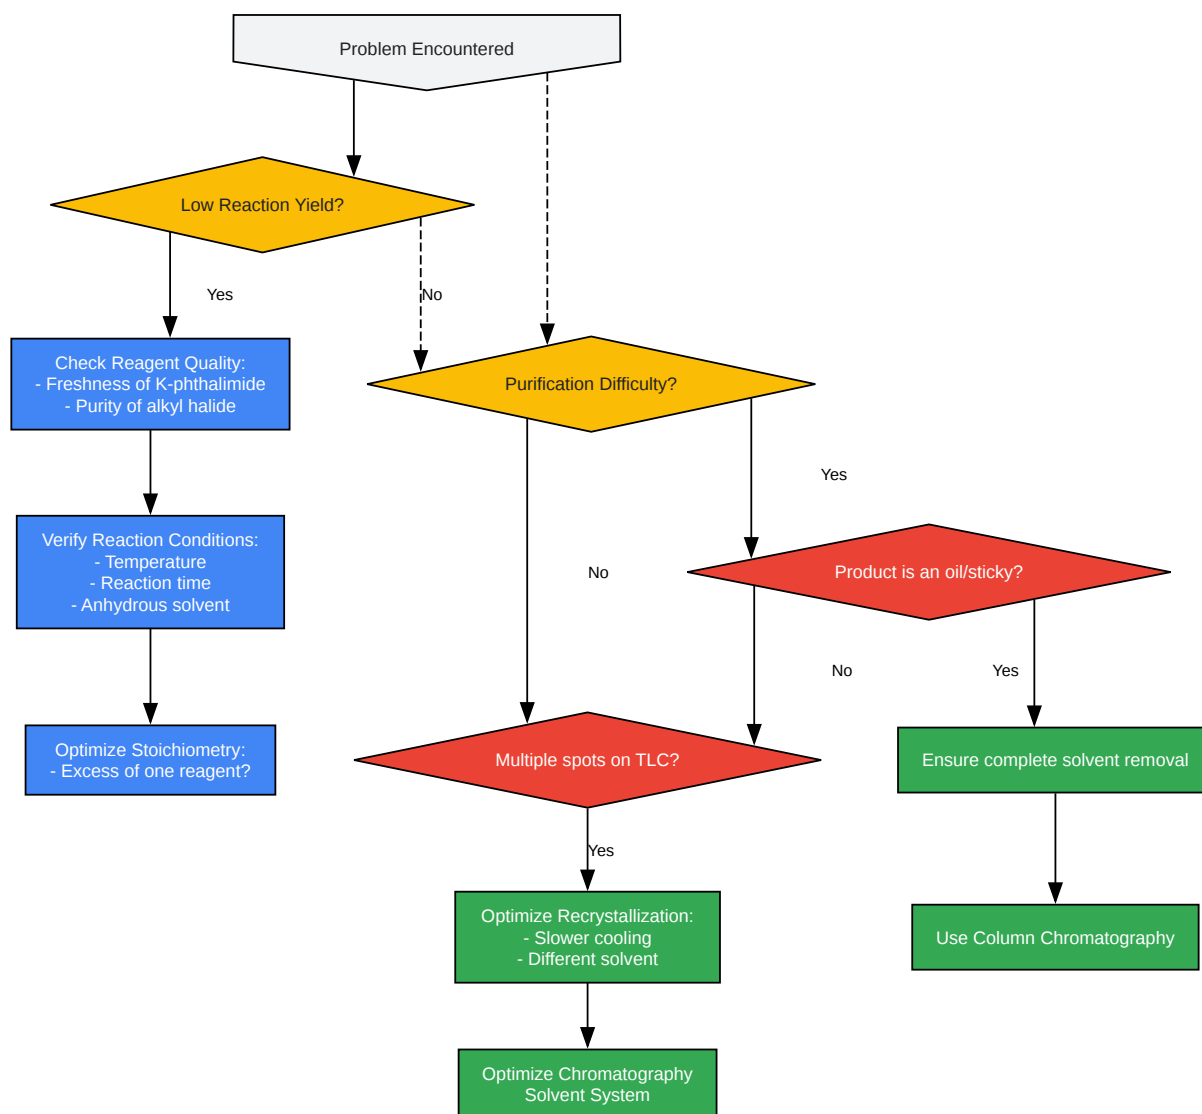 Problem Encountered
Low Reaction Yield?
Yes
No
Check Reagent Quality:
- Freshness of K-phthalimide
- Purity of alkyl halide
Purification Difficulty?
Yes
Verify Reaction Conditions:
- Temperature
- Reaction time
- Anhydrous solvent
No
Product is an oil/sticky?
No
Yes
Optimize Stoichiometry:
- Excess of one reagent?
Multiple spots on TLC?
Ensure complete solvent removal
Yes
Optimize Recrystallization:
- Slower cooling
- Different solvent
Use Column Chromatography
Optimize Chromatography
Solvent System